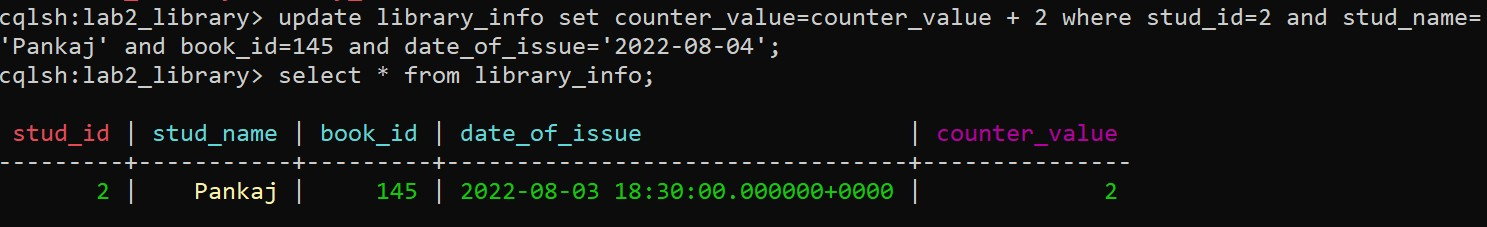 cqlsh:lab2_library> update library_info set counter_value=counter_value + 2 where stud_id=2 and stud_name=
'Pankaj' and book_id=145 and date_of_issue='2022-08-04';
cqlsh:lab2_library> select * from library_info;
stud_id | stud_name | book_id | date_of_issue | counter_value
---------+-----------+---------+---------------------------------+---------------
2 | Pankaj | 145 | 2022-08-03 18:30:00.000000+0000 | 2